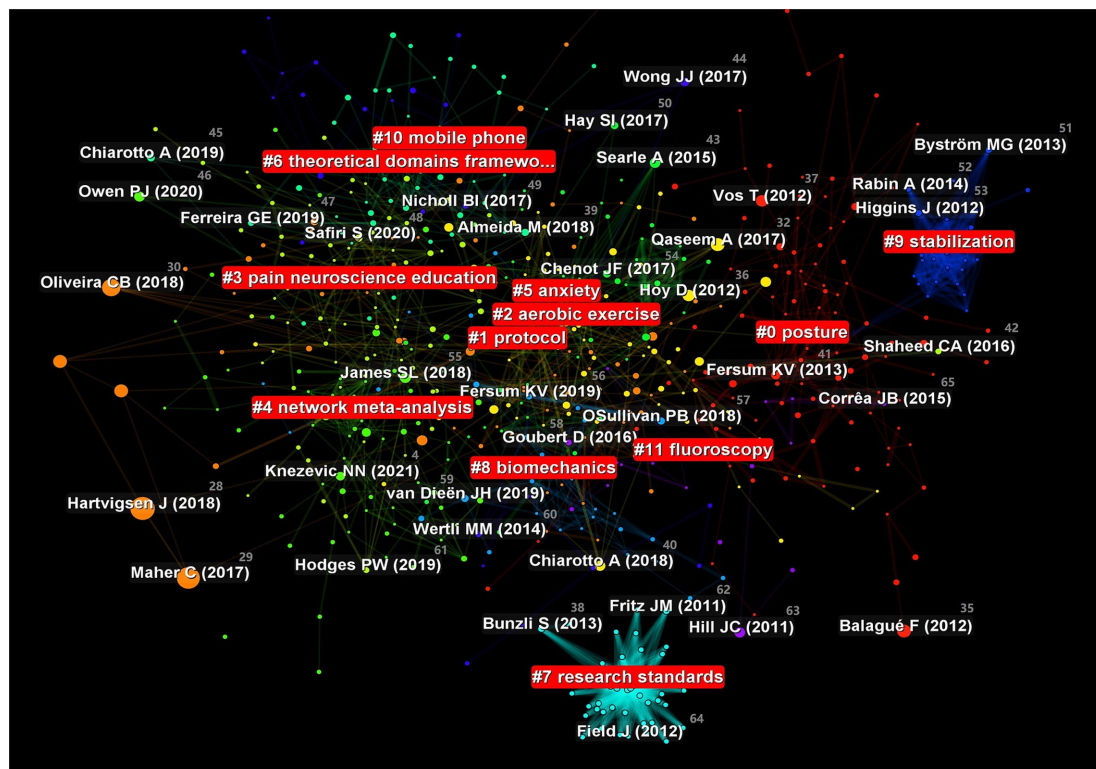 44
Wong JJ (2017)
50
Hay SI (2017)
#10 mobile phone
45
Chiarotto A (2019)
#6 theoretical domains framewo...
43
Searle A (2015)
51
Byström MG (2013)
46
Owen PJ (2020)
49
Nicholl BI (2017)
37
Vos T (2012)
52
Rabin A (2014)
53
Higgins J (2012)
47
Ferreira GE (2019)
48
Safiri S (2020)
39
Almeida M (2018)
32
Qaseem A (2017)
#9 stabilization
30
Oliveira CB (2018)
#3 pain neuroscience education
54
Chenot JF (2017)
36
Hoy D (2012)
#5 anxiety
#2 aerobic exercise
#1 protocol
#0 posture
42
Shaheed CA (2016)
55
James SL (2018)
41
Fersum KV (2013)
56
Fersum KV (2019)
65
Corrêa JB (2015)
#4 network meta-analysis
57
OSullivan PB (2018)
58
Goubert D (2016)
#11 fluoroscopy
4
Knezevic NN (2021)
#8 biomechanics
59
van Dieën JH (2019)
28
Hartvigsen J (2018)
60
Wertli MM (2014)
29
Maher C (2017)
61
Hodges PW (2019)
40
Chiarotto A (2018)
62
Fritz JM (2011)
38
Bunzli S (2013)
63
Hill JC (2011)
35
Balagué F (2012)
#7 research standards
64
Field J (2012)